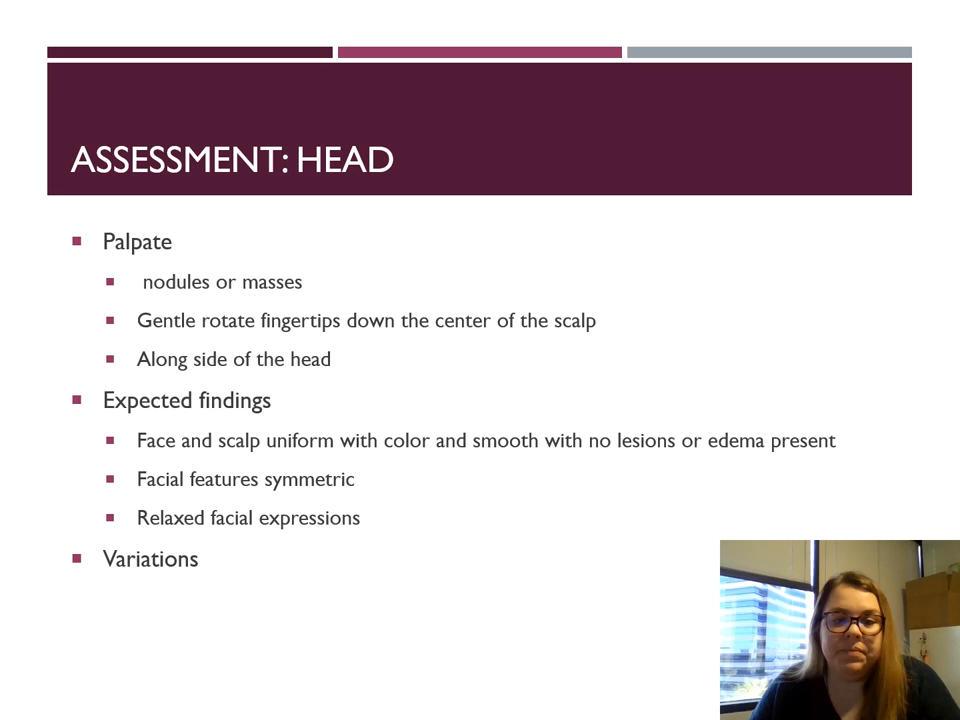 ASSESSMENT: HEAD
Palpate
nodules or masses
Gentle rotate fingertips down the center of the scalp
Along side of the head
Expected findings
Face and scalp uniform with color and smooth with no lesions or edema present
Facial features symmetric
Relaxed facial expressions
Variations